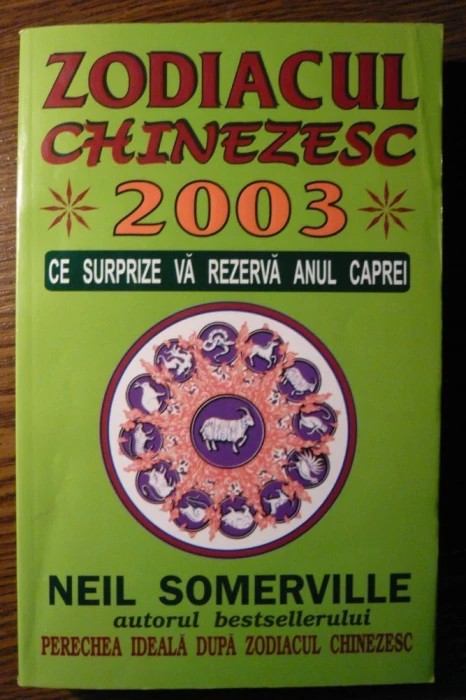 ZODIACUL
CHINEZESC
2003
CE SURPRIZE VĂ REZERVĂ ANUL CAPREI
NEIL SOMERVILLE
autorul bestsellerului
PERECHEA IDEALĂ DUPĂ ZODIACUL CHINEZESC